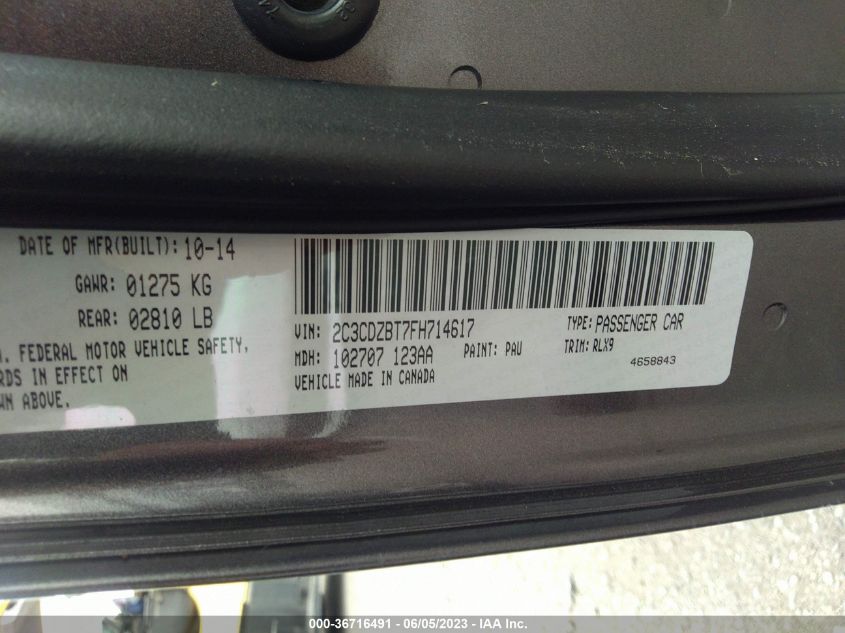 DATE OF MFR(BUILT): 10-14
GAWR: 01275 KG
REAR: 02810 LB
FEDERAL MOTOR VEHICLE SAFETY,
IN EFFECT ON
ABOVE.
VIN: 2C3CDZBT7FH714617
TYPE: PASSENGER CAR
MDH: 102707 123AA
PAINT: PAU
TRIM: RLX9
VEHICLE MADE IN CANADA
4658843
000-36716491 - 06/05/2023 - IAA Inc.